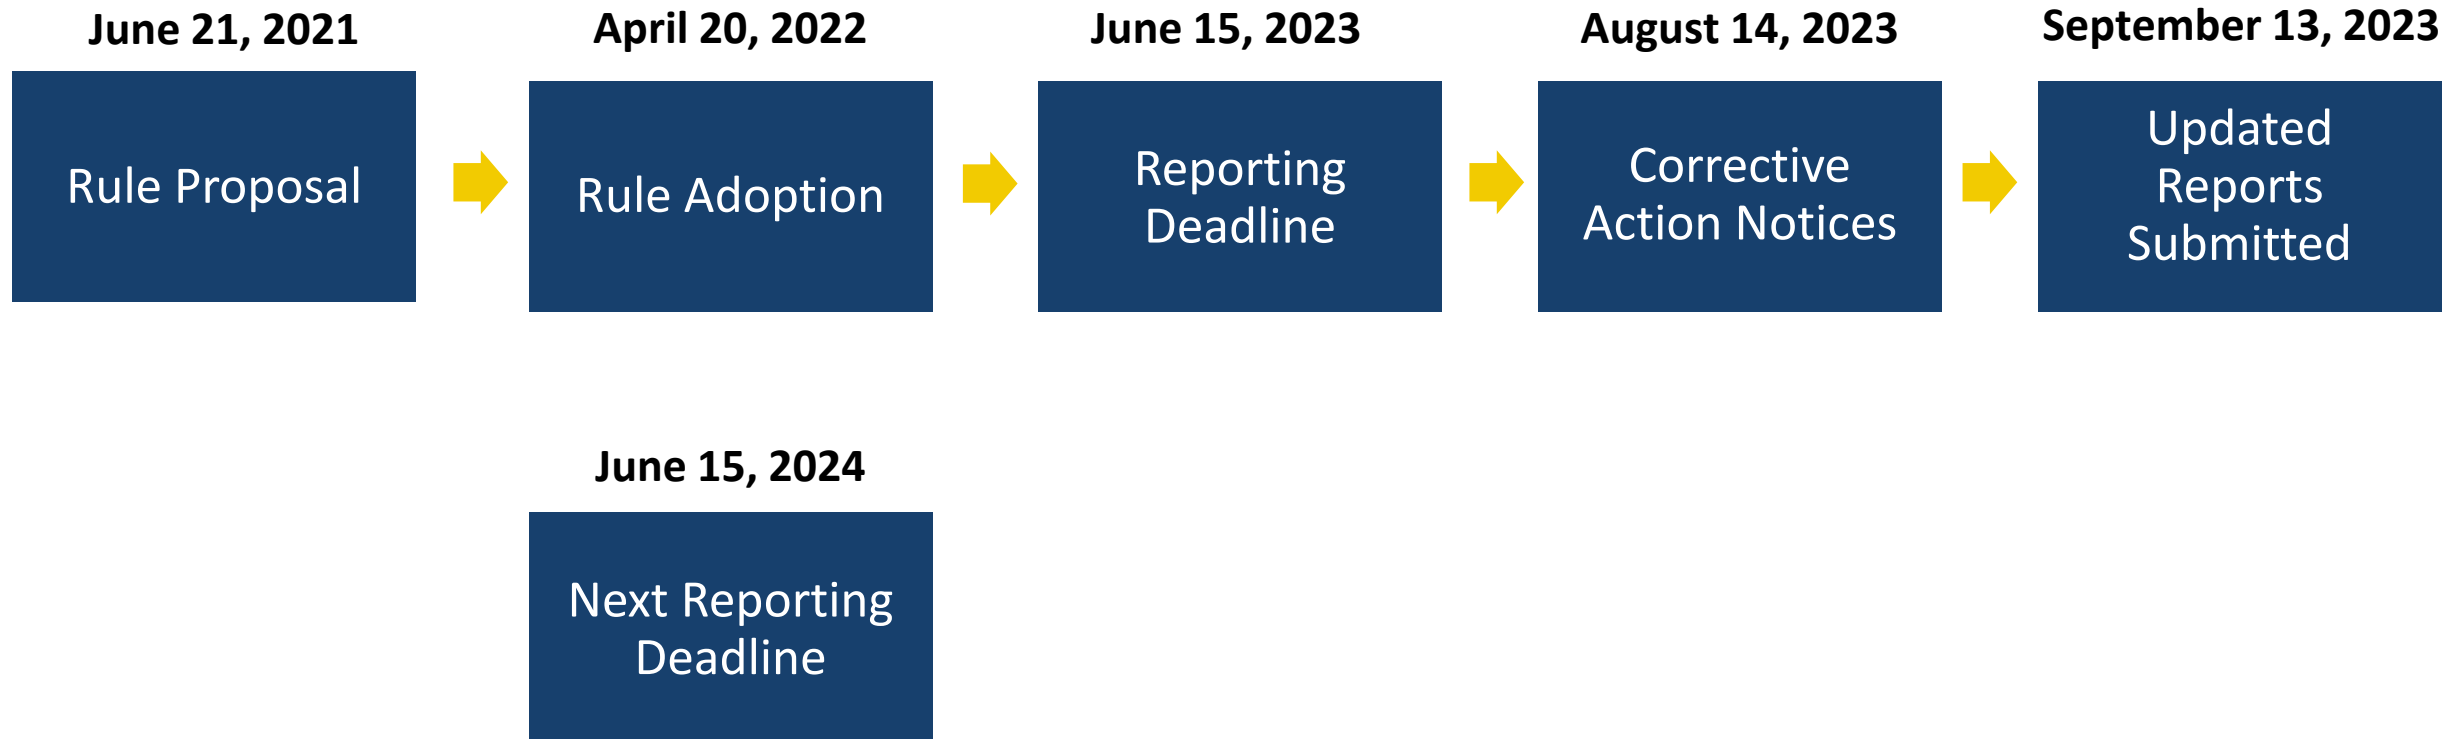 June 21, 2021
Rule Proposal
April 20, 2022
Rule Adoption
June 15, 2023
Reporting
Deadline
August 14, 2023
Corrective
Action Notices
September 13, 2023
Updated
Reports
Submitted
June 15, 2024
Next Reporting
Deadline